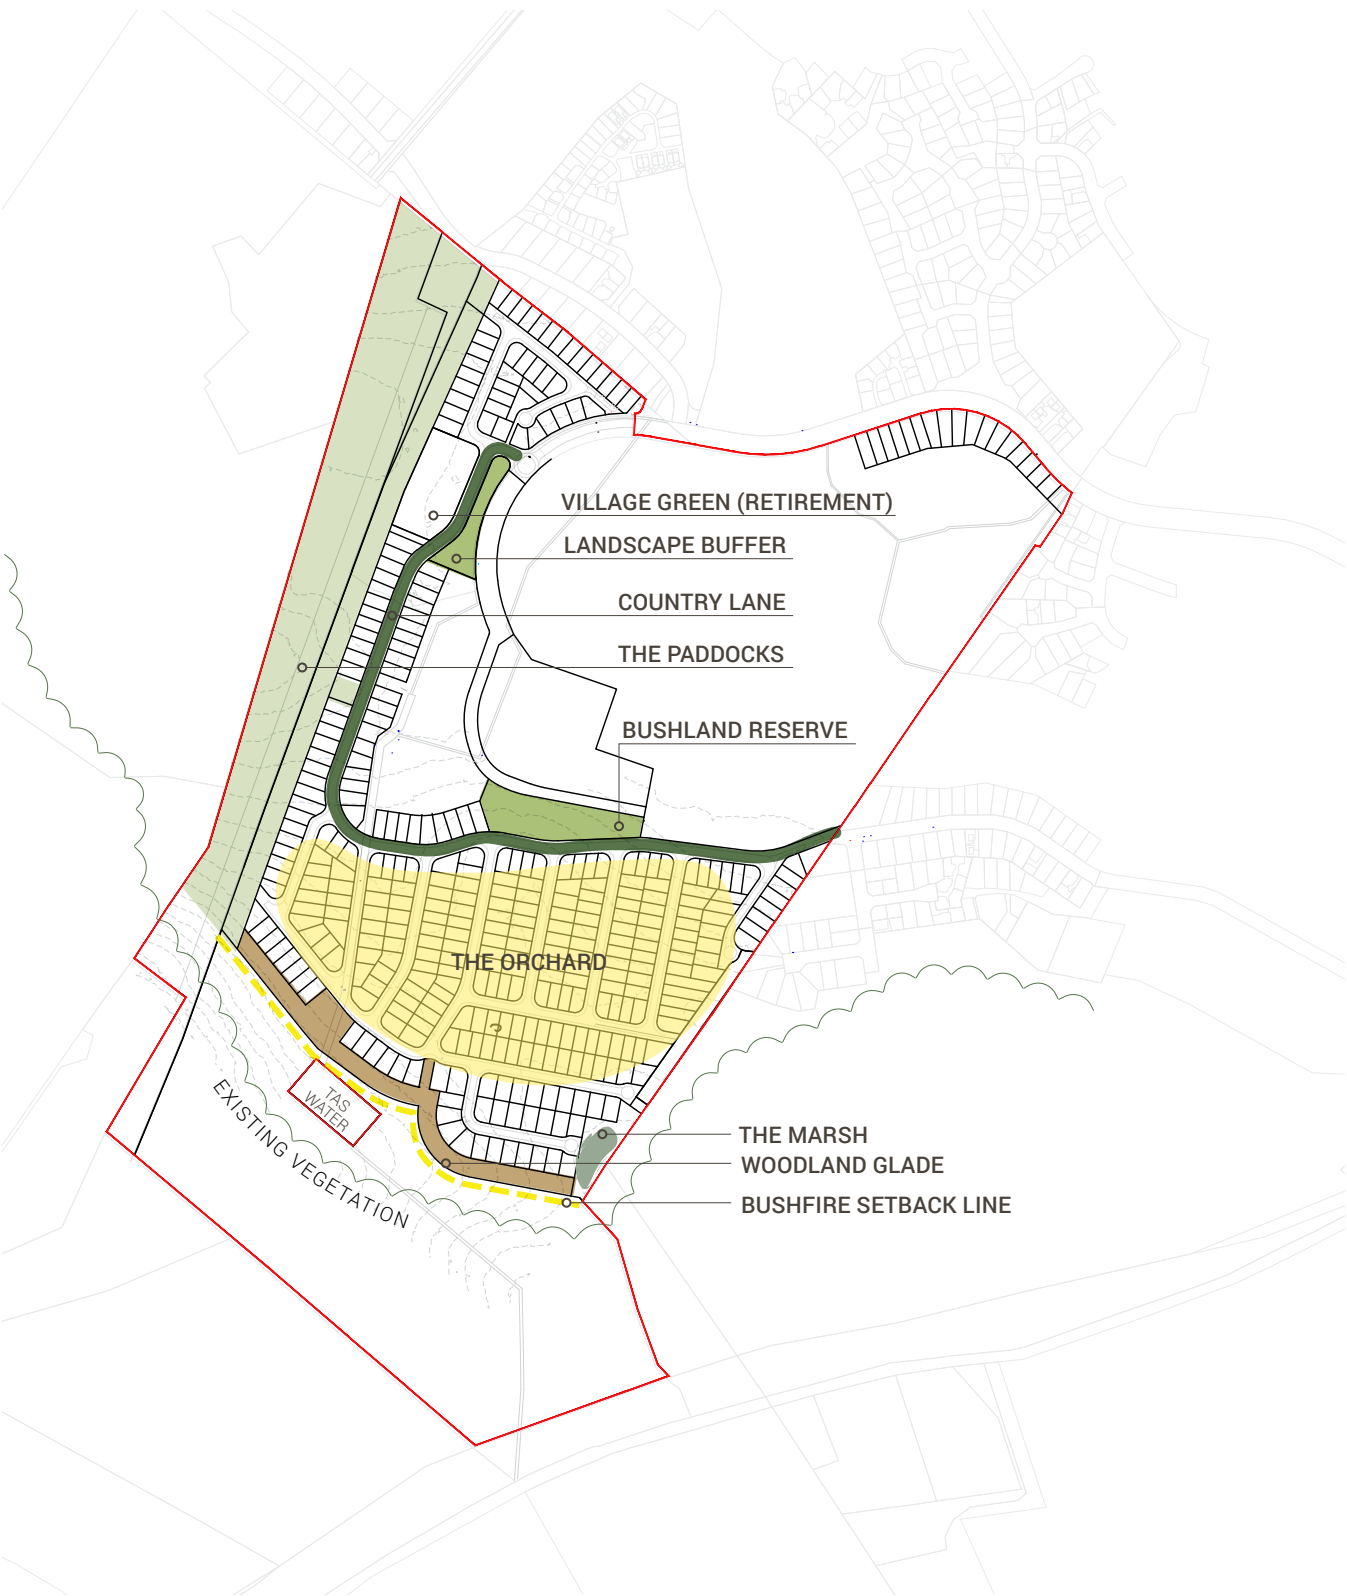 VILLAGE GREEN (RETIREMENT)
LANDSCAPE BUFFER
COUNTRY LANE
THE PADDOCKS
BUSHLAND RESERVE
THE ORCHARD
TAS
WATER
EXISTING VEGETATION
THE MARSH
WOODLAND GLADE
BUSHFIRE SETBACK LINE